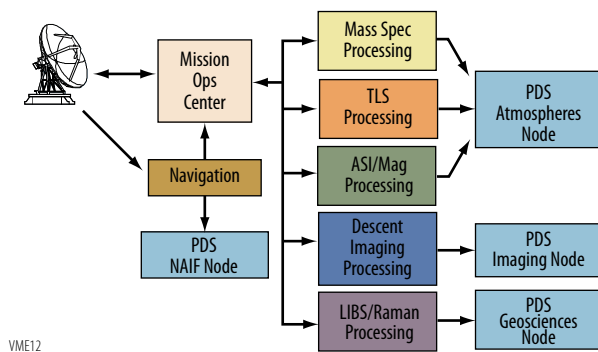 Mission
Ops
Center
Navigation
PDS
NAIF Node
Mass Spec
Processing
TLS
Processing
ASI/Mag
Processing
Descent
Imaging
Processing
LIBS/Raman
Processing
PDS
Atmospheres
Node
PDS
Imaging Node
PDS
Geosciences
Node
VME12